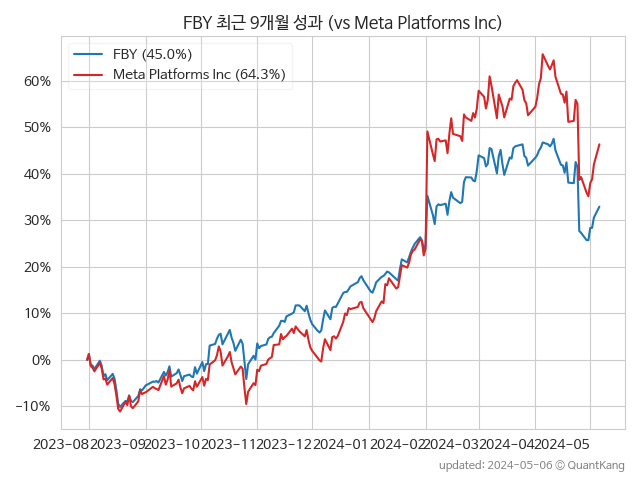 FBY 최근 9개월 성과 (vs Meta Platforms Inc)
FBY (45.0%)
Meta Platforms Inc (64.3%)
60%
50%
40%
30%
20%
10%
0%
−10%
2023-08 2023-09 2023-10 2023-11 2023-12 2024-01 2024-02 2024-03 2024-04 2024-05
updated: 2024-05-06 © QuantKang